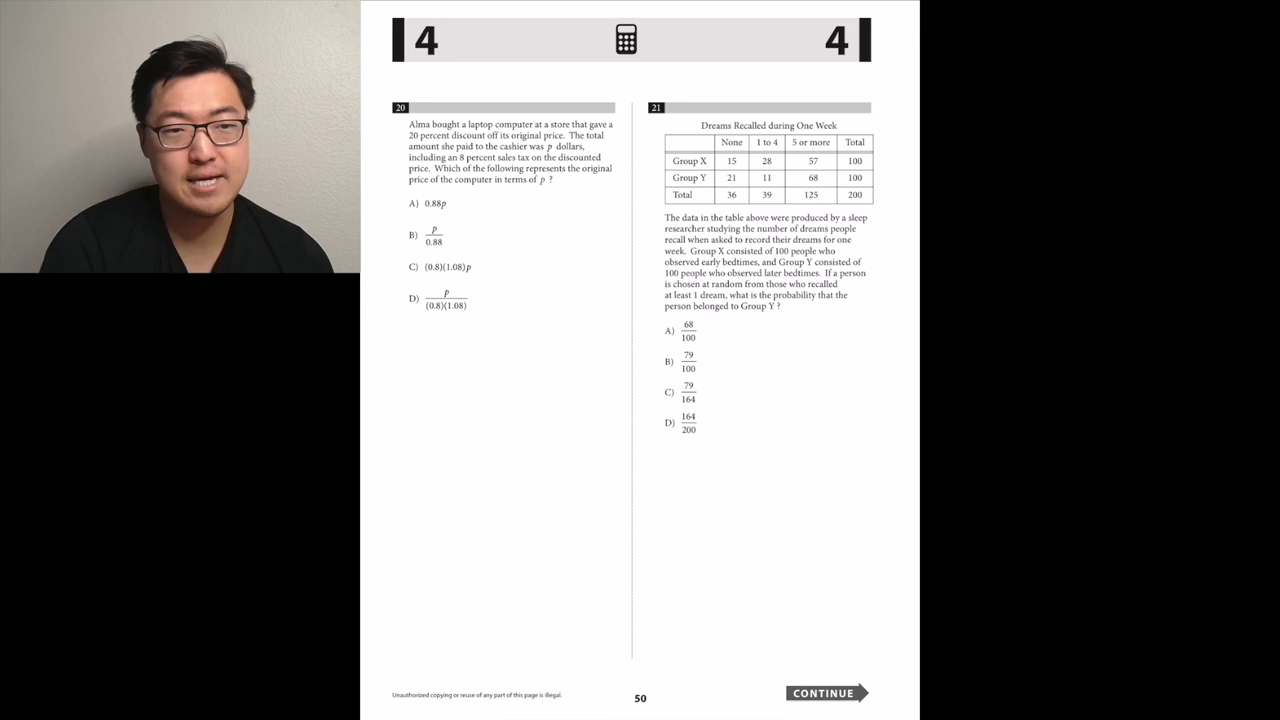 4
4
20
Alma bought a laptop computer at a store that gave a
20 percent discount off its original price. The total
amount she paid to the cashier was p dollars,
including an 8 percent sales tax on the discounted
price. Which of the following represents the original
price of the computer in terms of p ?
A) 0.88p
B) p
0.88
C) (0.8)(1.08)p
D) p
(0.8)(1.08)
21
Dreams Recalled during One Week
None 1 to 4 5 or more Total
Group X 15 28 57 100
Group Y 21 11 68 100
Total 36 39 125 200
The data in the table above were produced by a sleep
researcher studying the number of dreams people
recall when asked to record their dreams for one
week. Group X consisted of 100 people who
observed early bedtimes, and Group Y consisted of
100 people who observed later bedtimes. If a person
is chosen at random from those who recalled
at least 1 dream, what is the probability that the
person belonged to Group Y ?
A) 68
100
B) 79
100
C) 79
164
D) 164
200
Unauthorized copying or reuse of any part of this page is illegal.
50
CONTINUE